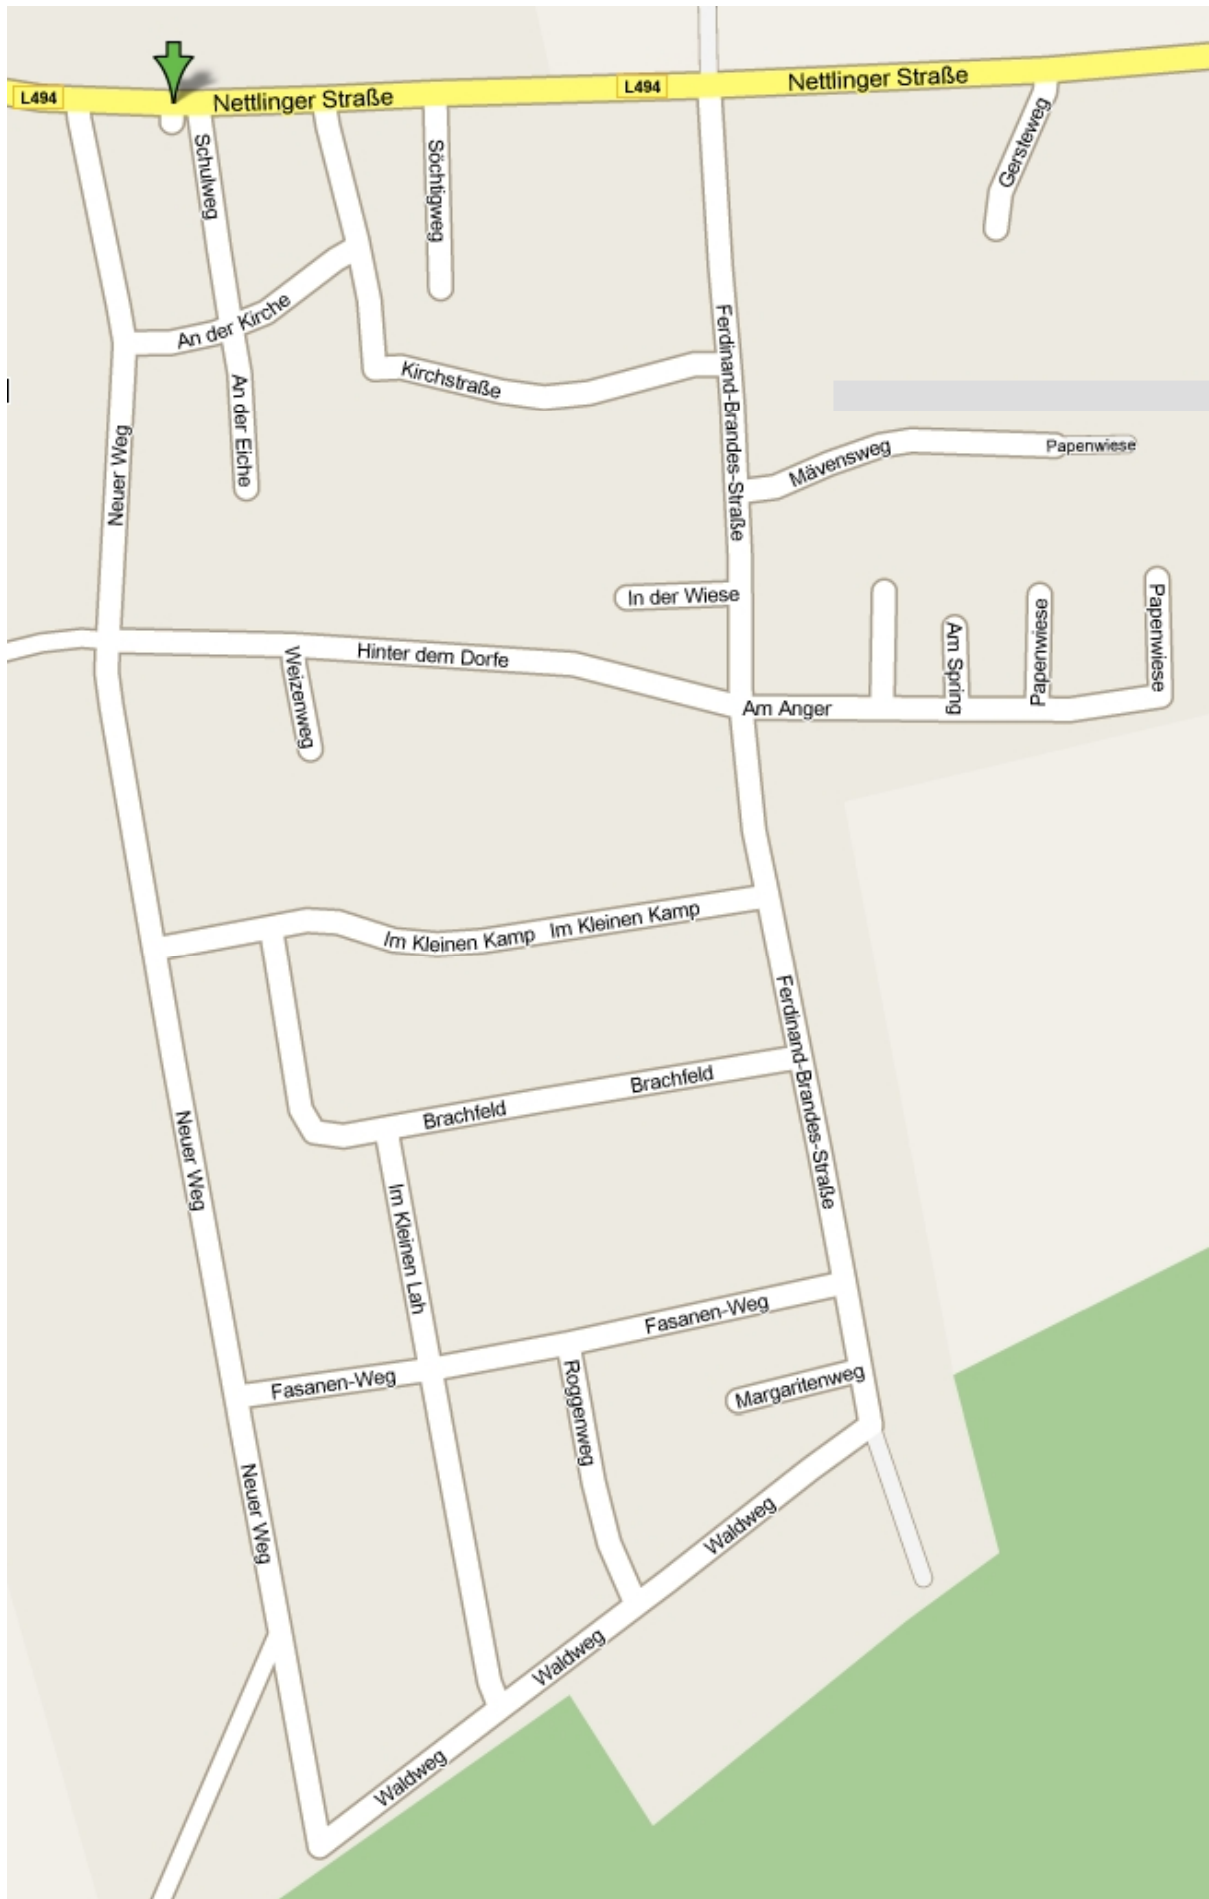 L494
Nettlinger Straße
L494
Nettlinger Straße
Gersteweg
Schulweg
Söchtigweg
An der Kirche
Ferdinand-Brandes-Straße
Kirchstraße
An der Eiche
Neuer Weg
Mävensweg
Papenwiese
In der Wiese
Am Spring
Papenwiese
Papenwiese
Hinter dem Dorfe
Weizenweg
Am Anger
Im Kleinen Kamp
Im Kleinen Kamp
Ferdinand-Brandes-Straße
Brachfeld
Brachfeld
Neuer Weg
Im Kleinen Lah
Fasanen-Weg
Fasanen-Weg
Roggenweg
Margaritenweg
Neuer Weg
Waldweg
Waldweg
Waldweg